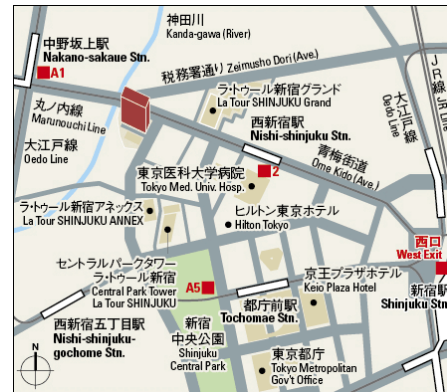 神田川
Kanda-gawa (River)
中野坂上駅
Nakano-sakaue Stn.
A1
税務署通り Zeimusho Dori (Ave.)
JR線
JR Line
大江戸線
Oedo Line
丸ノ内線
Marunouchi Line
大江戸線
Oedo Line
ラ・トゥール新宿グランド
La Tour SHINJUKU Grand
西新宿駅
Nishi-shinjuku Stn.
青梅街道
Ome Kido (Ave.)
2
東京医科大学病院
Tokyo Med. Univ. Hosp.
ラ・トゥール新宿アネックス
La Tour SHINJUKU ANNEX
ヒルトン東京ホテル
Hilton Tokyo
西口
West Exit
新宿駅
Shinjuku Stn.
セントラルパークタワー
ラ・トゥール新宿
Central Park Tower
La Tour SHINJUKU
A5
京王プラザホテル
Keio Plaza Hotel
都庁前駅
Tochomae Stn.
西新宿五丁目駅
Nishi-shinjuku-
gochome Stn.
新宿
中央公園
Shinjuku
Central Park
東京都庁
Tokyo Metropolitan
Gov't Office
N